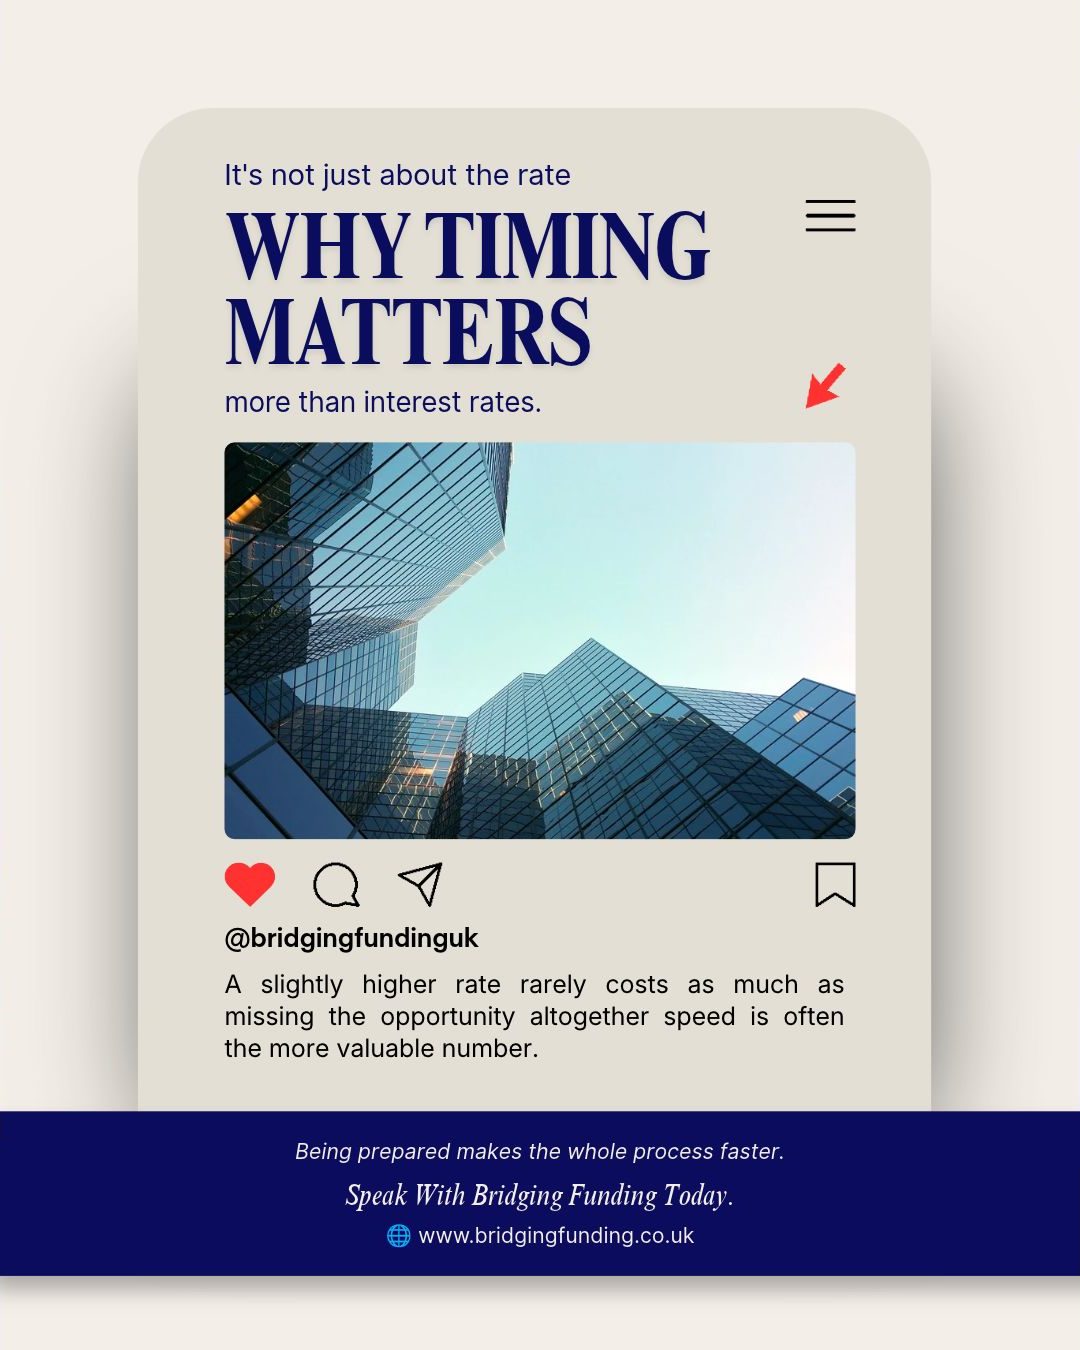 It's not just about the rate
WHY TIMING
MATTERS
more than interest rates.
@bridgingfundinguk
A slightly higher rate rarely costs as much as
missing the opportunity altogether speed is often
the more valuable number.
Being prepared makes the whole process faster.
Speak With Bridging Funding Today.
www.bridgingfunding.co.uk